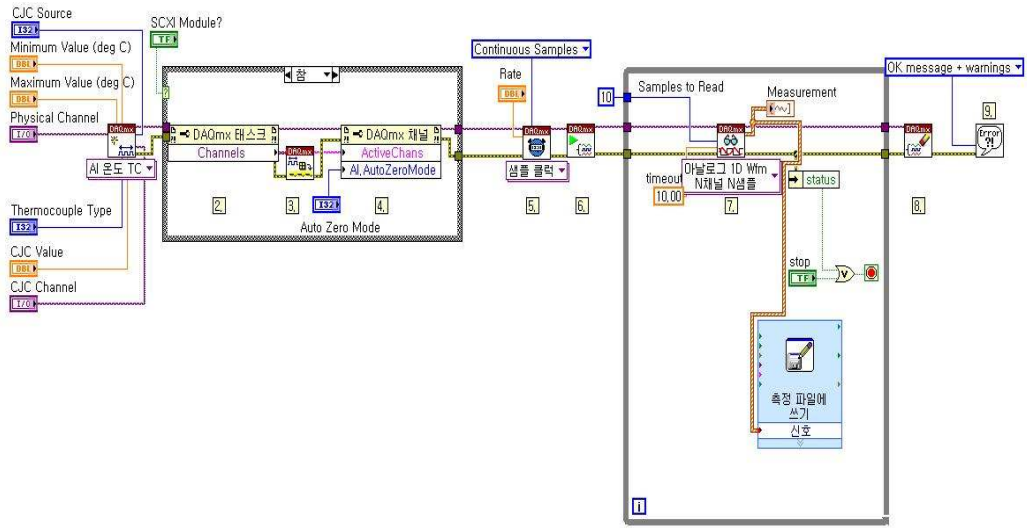 CJC Source
I32
Minimum Value (deg C)
DBL
Maximum Value (deg C)
DBL
Physical Channel
I/O
DAQmx
AI 온도 TC
Thermocouple Type
I32
CJC Value
DBL
CJC Channel
I/O
SCXI Module?
TF
참
DAQmx 태스크
Channels
DAQmx 채널
ActiveChans
AI,AutoZeroMode
I32
2,
3,
4,
Auto Zero Mode
Continuous Samples
Rate
DBL
DAQmx
샘플 클럭
DAQmx
5,
6,
10
Samples to Read
Measurement
DAQmx
timeout
10,00
아날로그 1D Wfm
N채널 N샘플
7,
status
stop
TF
측정 파일에
쓰기
신호
i
OK message + warnings
DAQmx
8,
9,
Error
?!